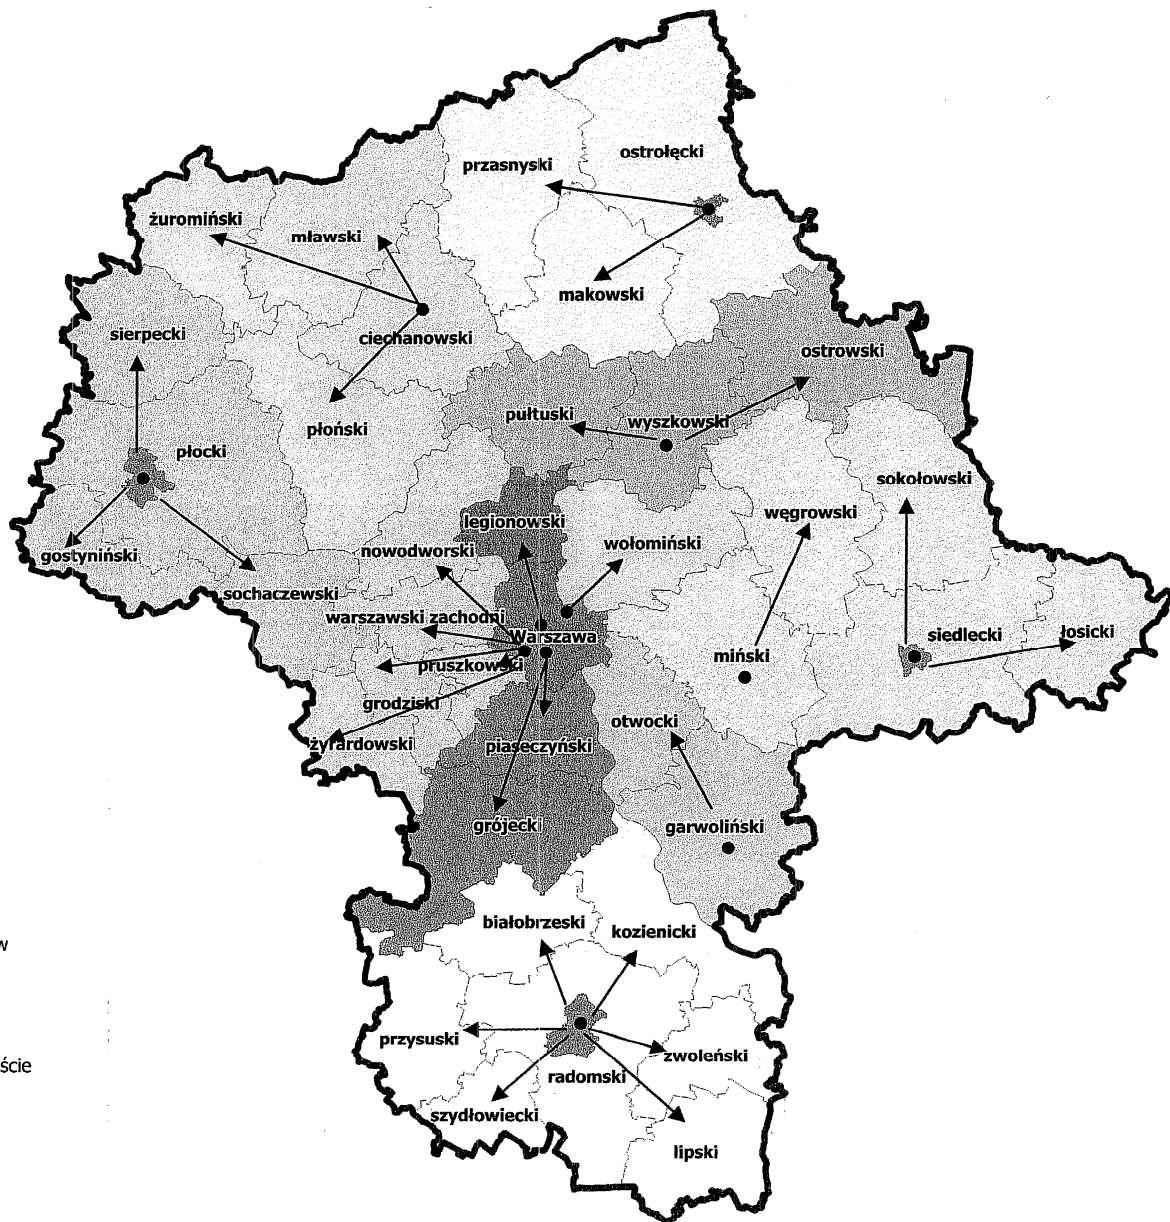 ostrołęcki
przasnyski
żuromiński
mławski
makowski
sierpecki
ciechanowski
ostrowski
pułtuski
wyszkowski
płoński
płocki
sokołowski
węgrowski
legionowski
wołomiński
nowodworski
gostyniński
sochaczewski
warszawski zachodni
Warszawa
siedlecki
łosicki
miński
pruszkowski
grodziski
otwocki
żyrardowski
piaseczyński
grójecki
garwoliński
białobrzeski
kozienicki
w
przysuski
zwoleński
ście
radomski
szydłowiecki
lipski